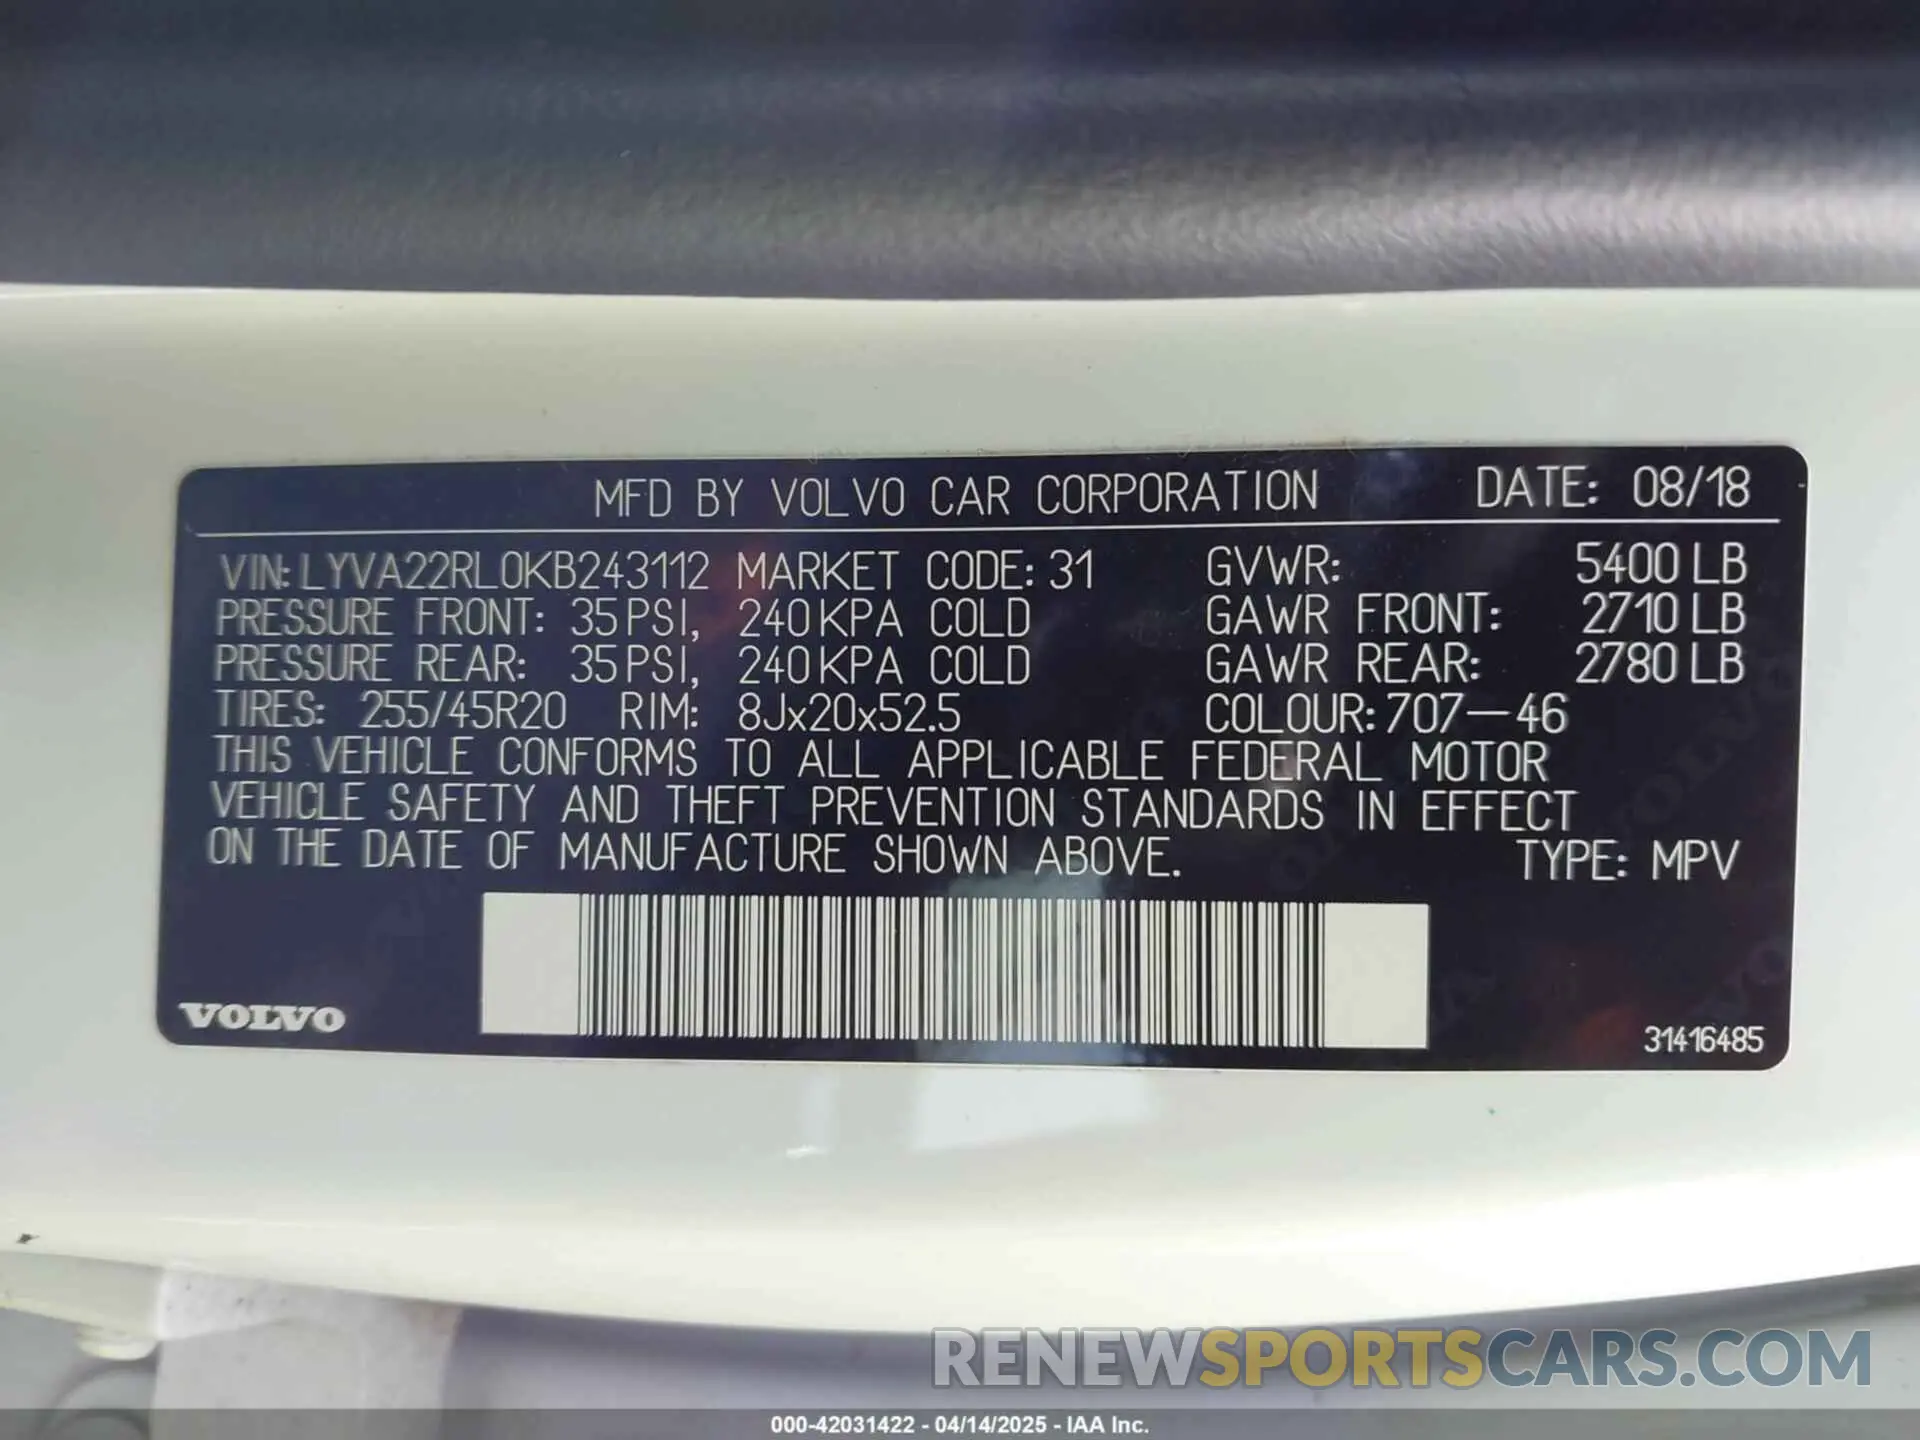 MFD BY VOLVO CAR CORPORATION DATE: 08/18
VIN: LYVA22RL0KB243112 MARKET CODE: 31 GVWR: 5400 LB
PRESSURE FRONT: 35 PSI, 240 KPA COLD GAWR FRONT: 2710 LB
PRESSURE REAR: 35 PSI, 240 KPA COLD GAWR REAR: 2780 LB
TIRES: 255/45R20 RIM: 8Jx20x52.5 COLOUR: 707-46
THIS VEHICLE CONFORMS TO ALL APPLICABLE FEDERAL MOTOR
VEHICLE SAFETY AND THEFT PREVENTION STANDARDS IN EFFECT
ON THE DATE OF MANUFACTURE SHOWN ABOVE. TYPE: MPV
VOLVO
31416485
RENEWSPORTSCARS.COM
000-42031422 - 04/14/2025 - IAA Inc.